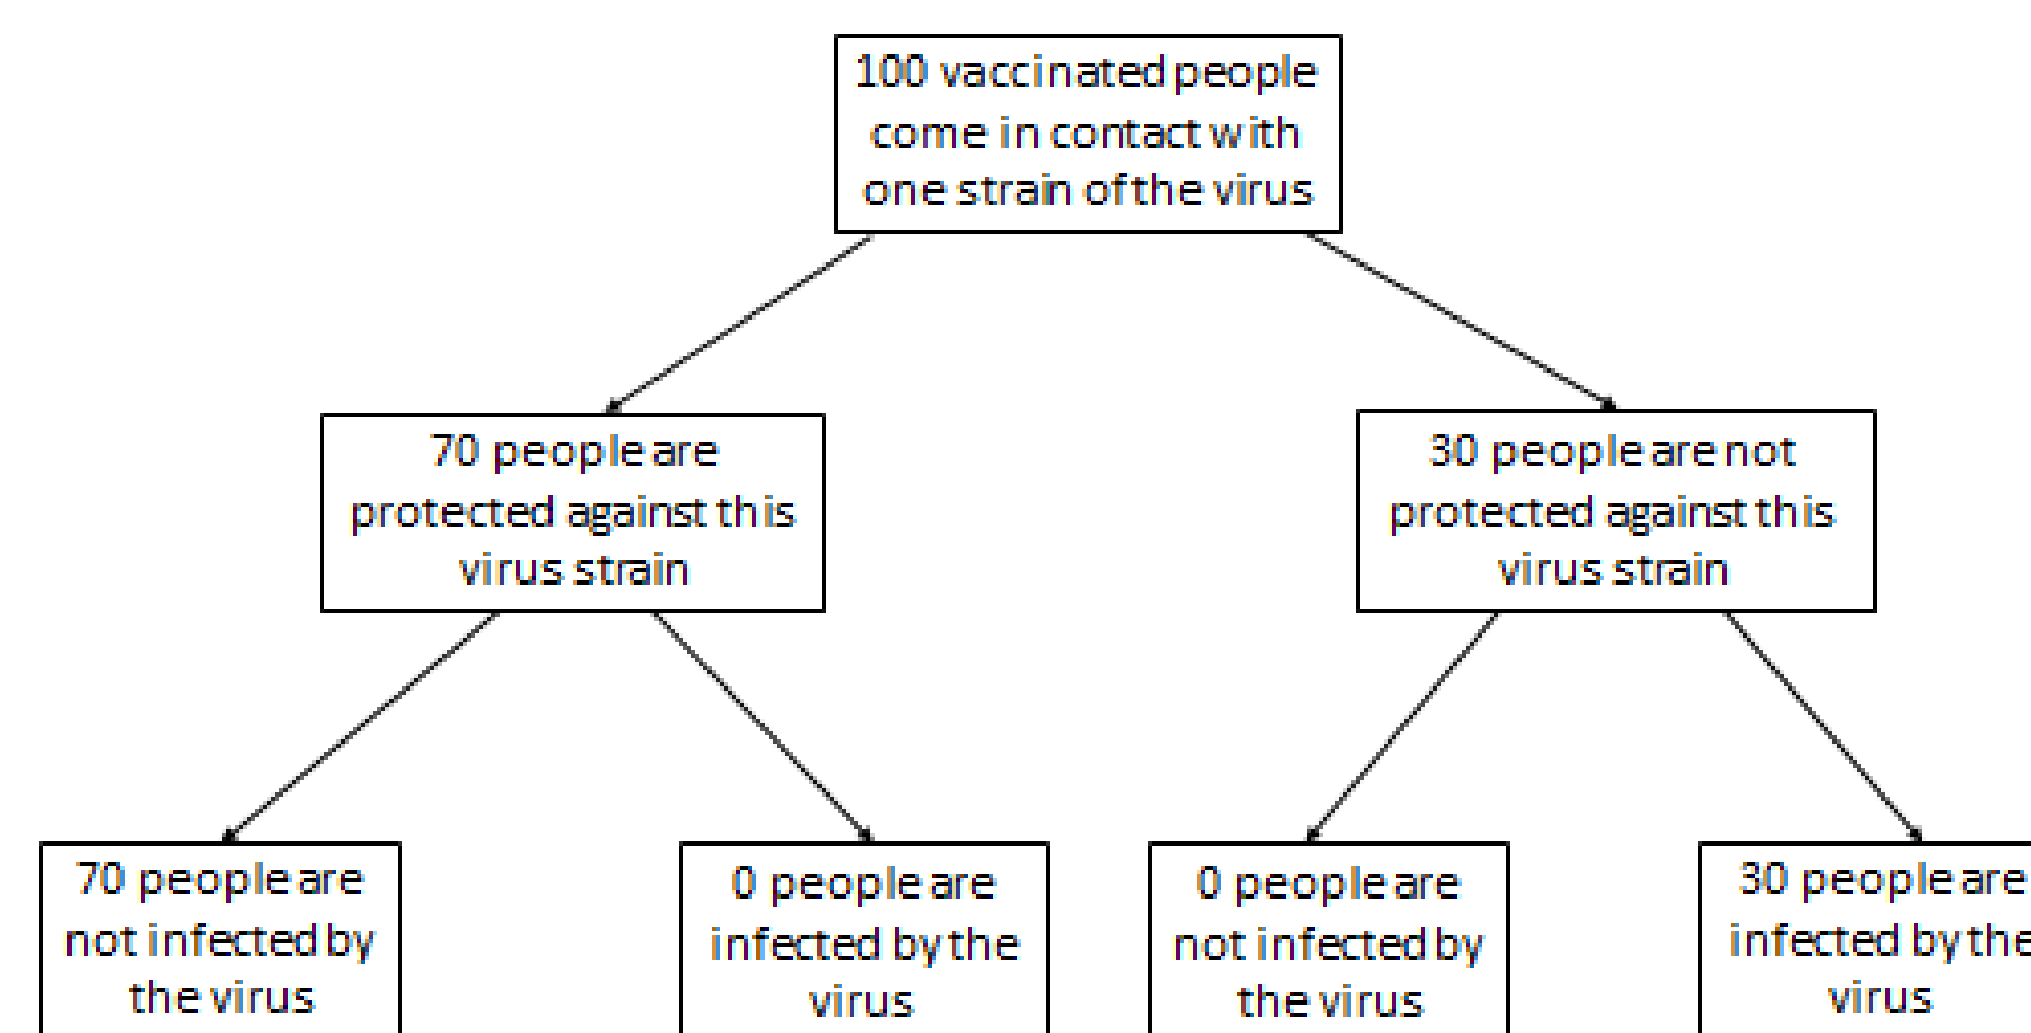 100 vaccinated people
come in contact with
one strain of the virus
70 people are
protected against this
virus strain
30 people are not
protected against this
virus strain
70 people are
not infected by
the virus
0 people are
infected by the
virus
0 people are
not infected by
the virus
30 people are
infected by the
virus